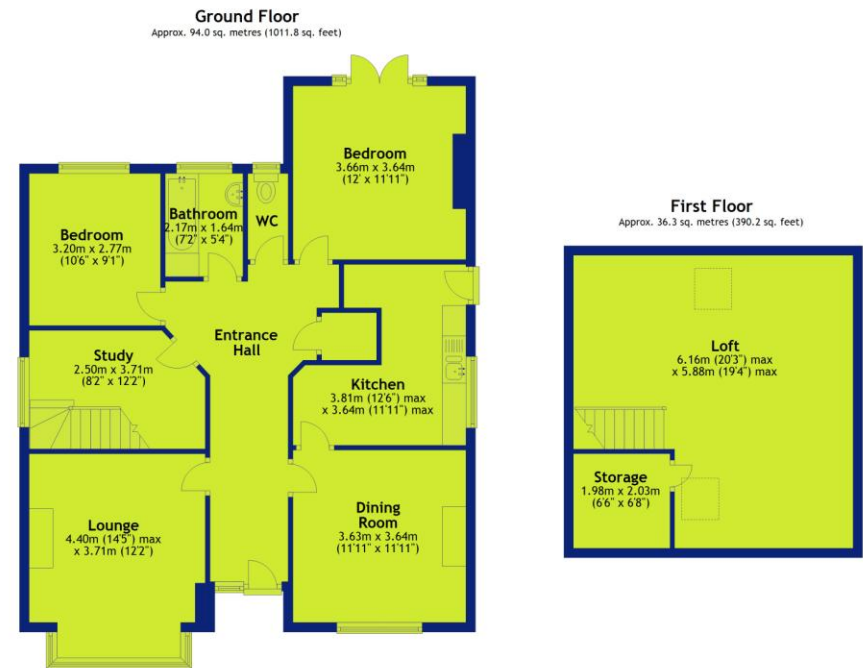 Ground Floor
Approx. 94.0 sq. metres (1011.8 sq. feet)
Bedroom
3.66m x 3.64m
(12' x 11'11")
Bedroom
3.20m x 2.77m
(10'6" x 9'1")
Bathroom
2.17m x 1.64m
(7'2" x 5'4")
WC
Entrance
Hall
Study
2.50m x 3.71m
(8'2" x 12'2")
Kitchen
3.81m (12'6") max
x 3.64m (11'11") max
Lounge
4.40m (14'5") max
x 3.71m (12'2")
Dining
Room
3.63m x 3.64m
(11'11" x 11'11")
First Floor
Approx. 36.3 sq. metres (390.2 sq. feet)
Loft
6.16m (20'3") max
x 5.88m (19'4") max
Storage
1.98m x 2.03m
(6'6" x 6'8")